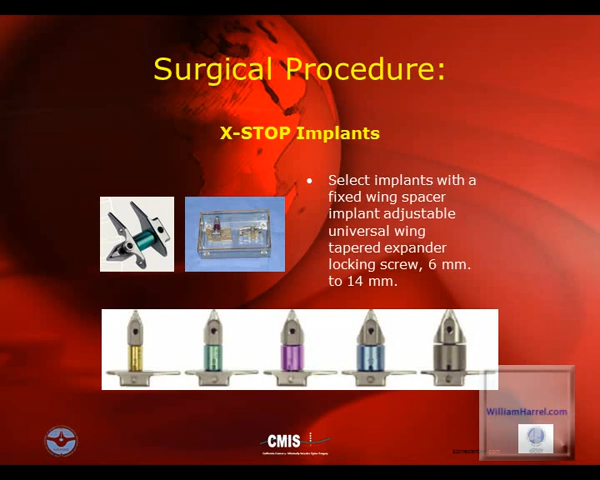 Surgical Procedure:
X-STOP Implants
• Select implants with a
fixed wing spacer
implant adjustable
universal wing
tapered expander
locking screw, 6 mm.
to 14 mm.
WilliamHarrel.com
CMIS